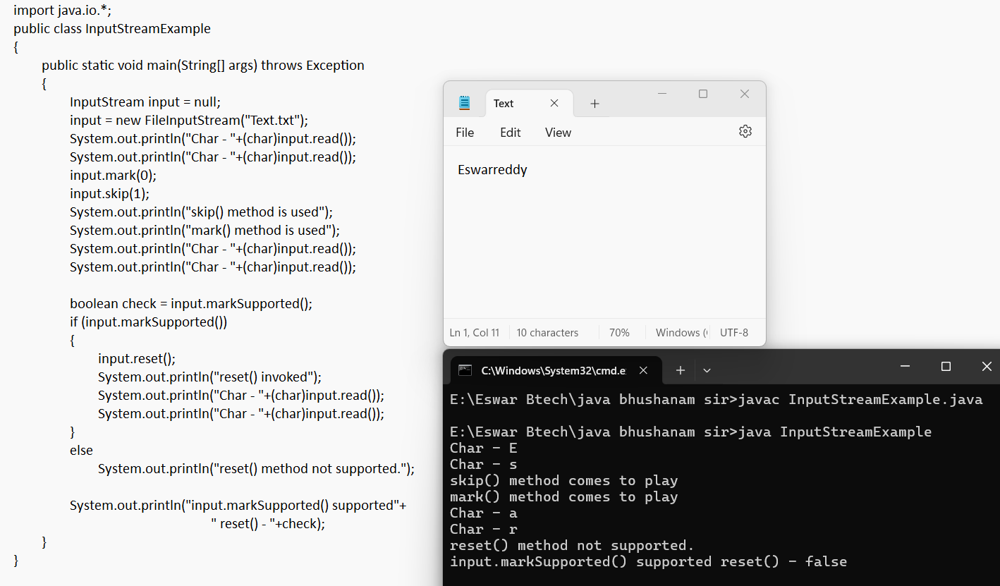 import java.io.*;
public class InputStreamExample
{
public static void main(String[] args) throws Exception
{
InputStream input = null;
input = new FileInputStream("Text.txt");
System.out.println("Char - "+(char)input.read());
System.out.println("Char - "+(char)input.read());
input.mark(0);
input.skip(1);
System.out.println("skip() method is used");
System.out.println("mark() method is used");
System.out.println("Char - "+(char)input.read());
System.out.println("Char - "+(char)input.read());
boolean check = input.markSupported();
if (input.markSupported())
{
input.reset();
System.out.println("reset() invoked");
System.out.println("Char - "+(char)input.read());
System.out.println("Char - "+(char)input.read());
}
else
System.out.println("reset() method not supported.");
System.out.println("input.markSupported() supported"+
" reset() - "+check);
}
}
Text
File Edit View
Eswarreddy
Ln 1, Col 11 10 characters 70% Windows ( UTF-8
C:\Windows\System32\cmd.e
E:\Eswar Btech\java bhushanam sir>javac InputStreamExample.java
E:\Eswar Btech\java bhushanam sir>java InputStreamExample
Char - E
Char - s
skip() method comes to play
mark() method comes to play
Char - a
Char - r
reset() method not supported.
input.markSupported() supported reset() - false